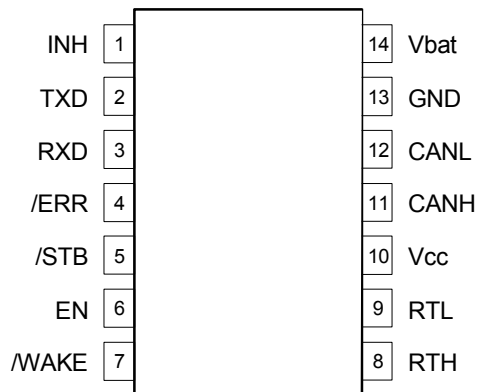 INH 1 14 Vbat
TXD 2 13 GND
RXD 3 12 CANL
/ERR 4 11 CANH
/STB 5 10 Vcc
EN 6 9 RTL
/WAKE 7 8 RTH